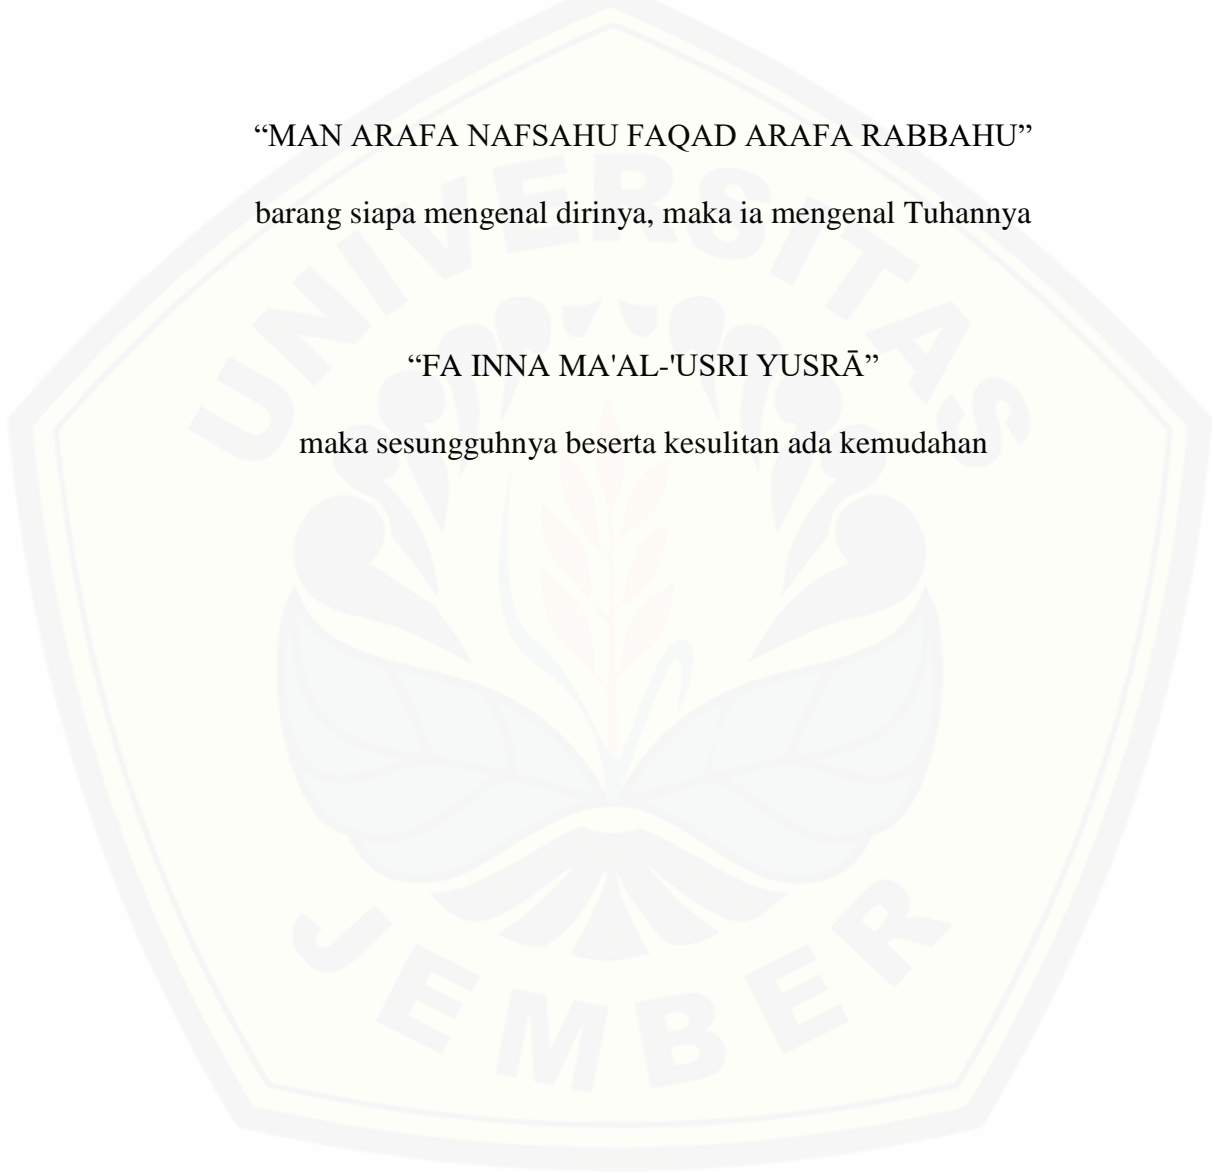 “MAN ARAFA NAFSAHU FAQAD ARAFA RABBAHU”
barang siapa mengenal dirinya, maka ia mengenal Tuhannya
“FA INNA MA'AL-'USRI YUSRĀ”
maka sesungguhnya beserta kesulitan ada kemudahan
UNIVERSITAS
JEMBER